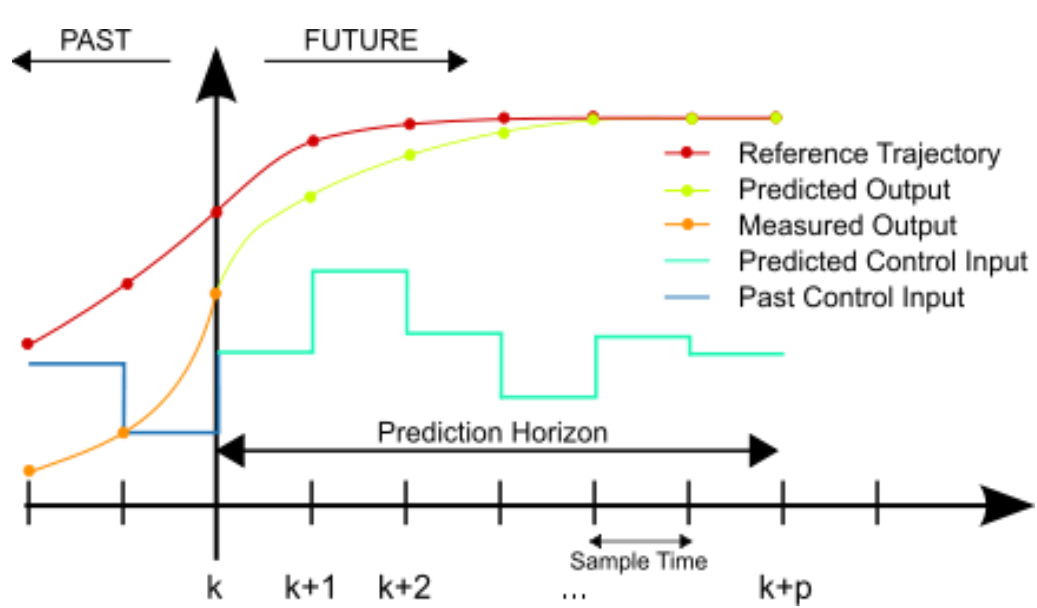 PAST
FUTURE
Reference Trajectory
Predicted Output
Measured Output
Predicted Control Input
Past Control Input
Prediction Horizon
Sample Time
k
k+1
k+2
...
k+p